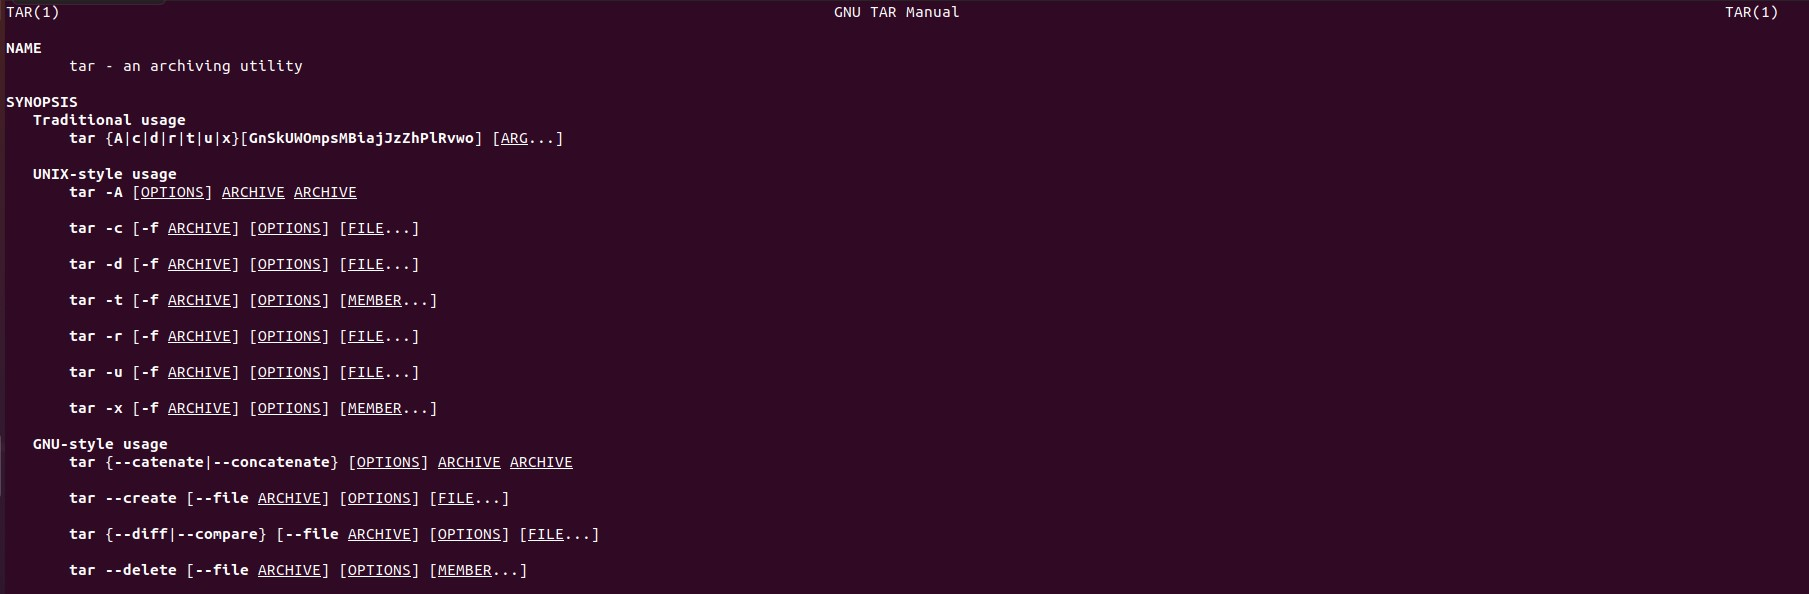 TAR(1) GNU TAR Manual TAR(1)
NAME
tar - an archiving utility
SYNOPSIS
Traditional usage
tar {A|c|d|r|t|u|x}[GnSkUWOmpsMBiajJzZhPlRvwo] [ARG...]
UNIX-style usage
tar -A [OPTIONS] ARCHIVE ARCHIVE
tar -c [-f ARCHIVE] [OPTIONS] [FILE...]
tar -d [-f ARCHIVE] [OPTIONS] [FILE...]
tar -t [-f ARCHIVE] [OPTIONS] [MEMBER...]
tar -r [-f ARCHIVE] [OPTIONS] [FILE...]
tar -u [-f ARCHIVE] [OPTIONS] [FILE...]
tar -x [-f ARCHIVE] [OPTIONS] [MEMBER...]
GNU-style usage
tar {--catenate|--concatenate} [OPTIONS] ARCHIVE ARCHIVE
tar --create [--file ARCHIVE] [OPTIONS] [FILE...]
tar {--diff|--compare} [--file ARCHIVE] [OPTIONS] [FILE...]
tar --delete [--file ARCHIVE] [OPTIONS] [MEMBER...]